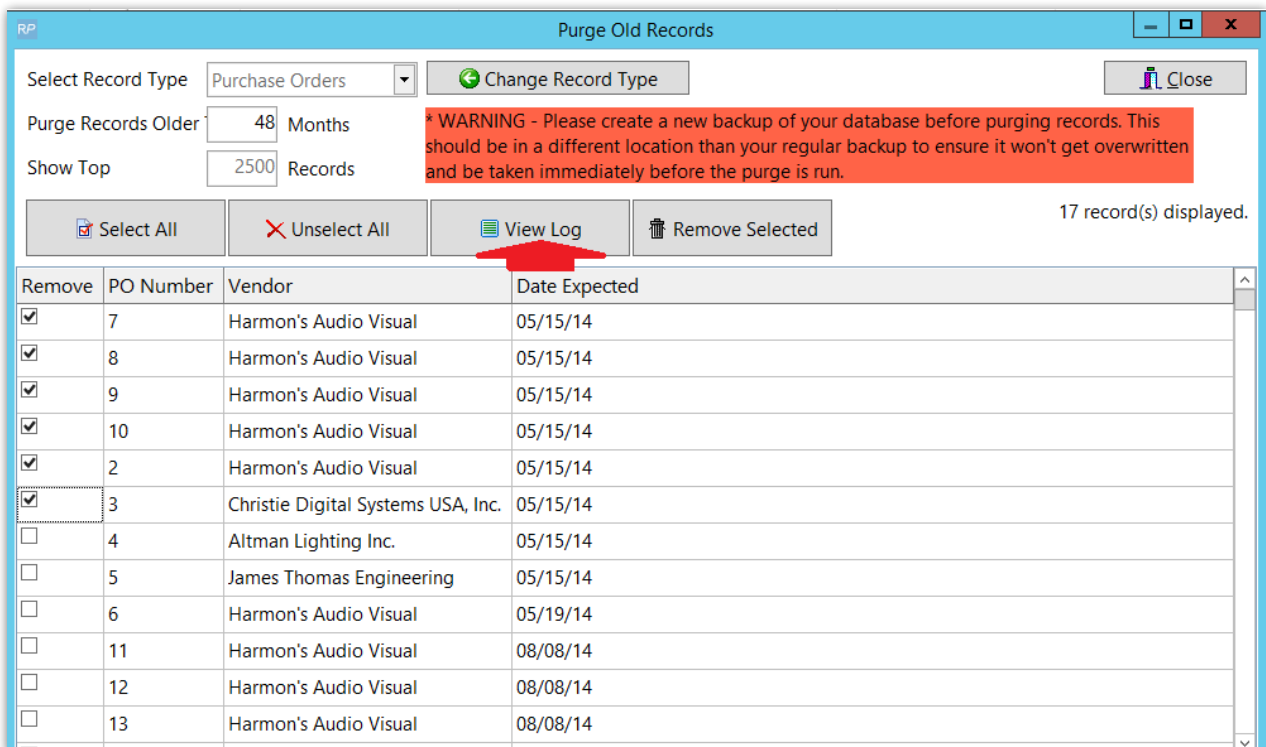 RP Purge Old Records
Select Record Type Purchase Orders Change Record Type Close
Purge Records Older 48 Months
Show Top 2500 Records
* WARNING - Please create a new backup of your database before purging records. This
should be in a different location than your regular backup to ensure it won't get overwritten
and be taken immediately before the purge is run.
17 record(s) displayed.
Select All Unselect All View Log Remove Selected
Remove PO Number Vendor Date Expected
7 Harmon's Audio Visual 05/15/14
8 Harmon's Audio Visual 05/15/14
9 Harmon's Audio Visual 05/15/14
10 Harmon's Audio Visual 05/15/14
2 Harmon's Audio Visual 05/15/14
3 Christie Digital Systems USA, Inc. 05/15/14
4 Altman Lighting Inc. 05/15/14
5 James Thomas Engineering 05/15/14
6 Harmon's Audio Visual 05/19/14
11 Harmon's Audio Visual 08/08/14
12 Harmon's Audio Visual 08/08/14
13 Harmon's Audio Visual 08/08/14